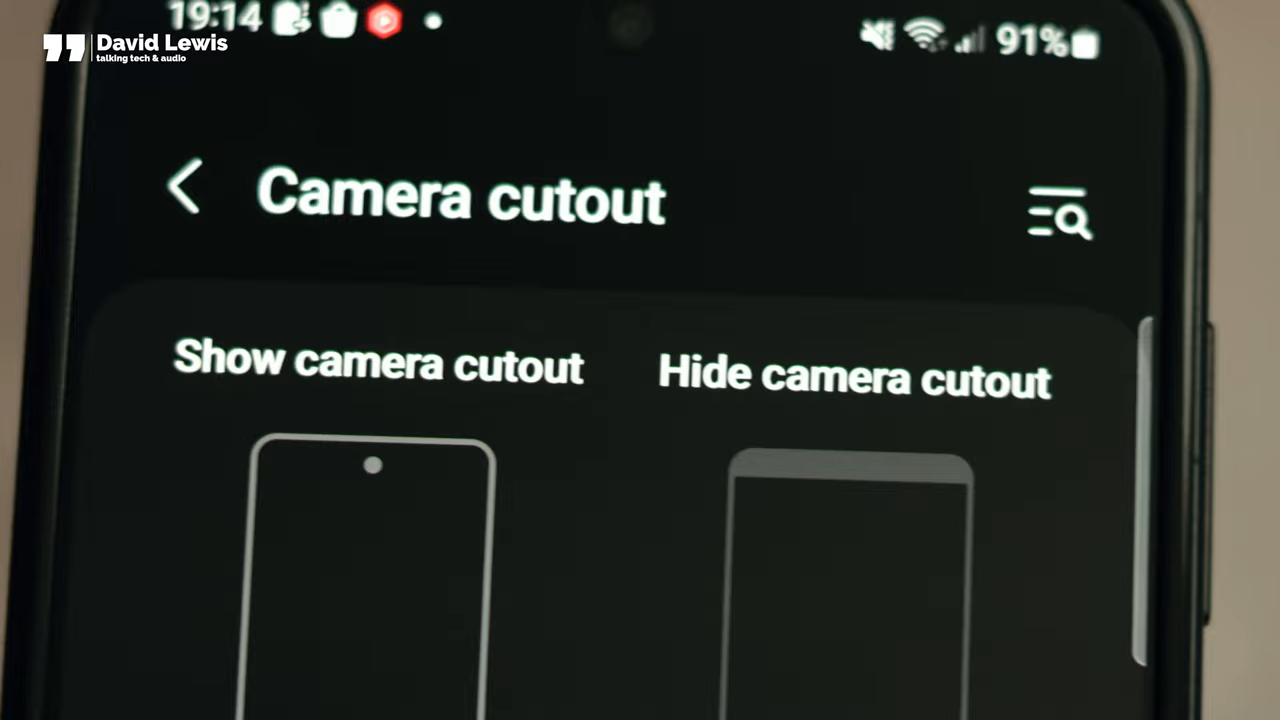 19:14
91%
David Lewis
talking tech & audio
Camera cutout
Show camera cutout
Hide camera cutout